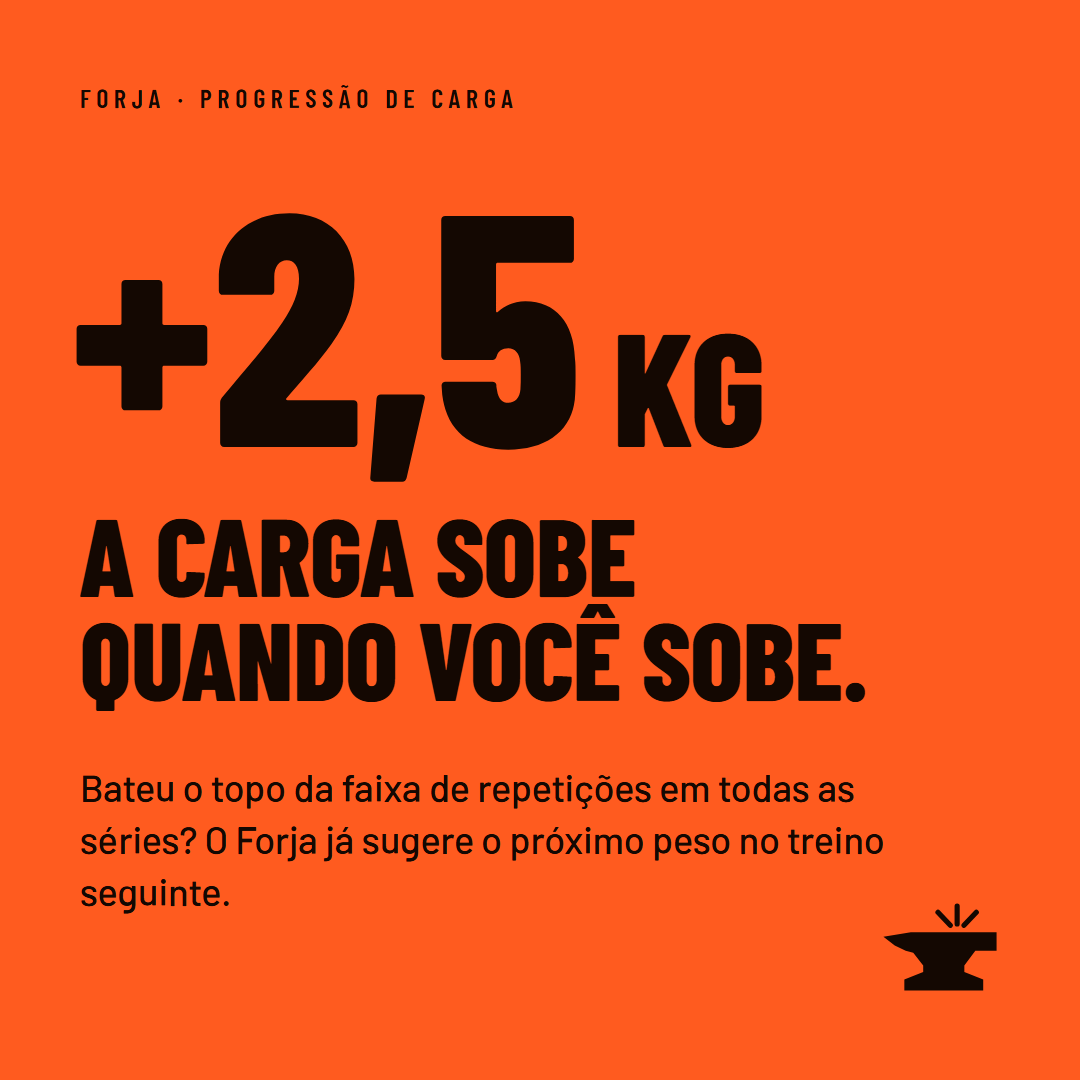 FORJA · PROGRESSÃO DE CARGA
+2,5 KG
A CARGA SOBE
QUANDO VOCÊ SOBE.
Bateu o topo da faixa de repetições em todas as
séries? O Forja já sugere o próximo peso no treino
seguinte.